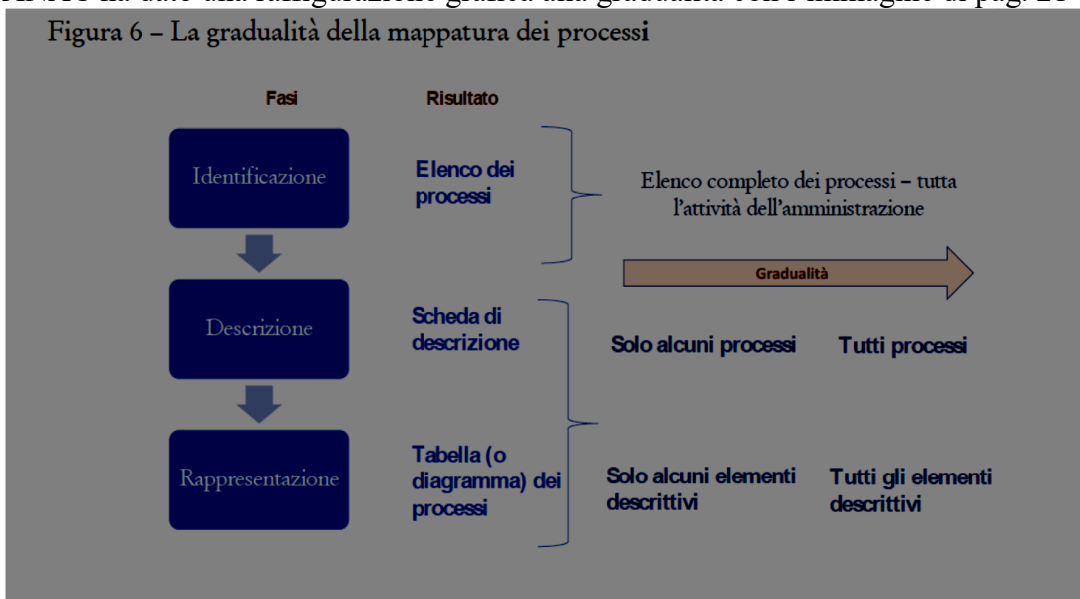 Figura 6 – La gradualità della mappatura dei processi
Fasi
Risultato
Identificazione
Elenco dei
processi
Elenco completo dei processi – tutta
l'attività dell'amministrazione
Gradualità
Descrizione
Scheda di
descrizione
Solo alcuni processi
Tutti processi
Rappresentazione
Tabella (o
diagramma) dei
processi
Solo alcuni elementi
descrittivi
Tutti gli elementi
descrittivi